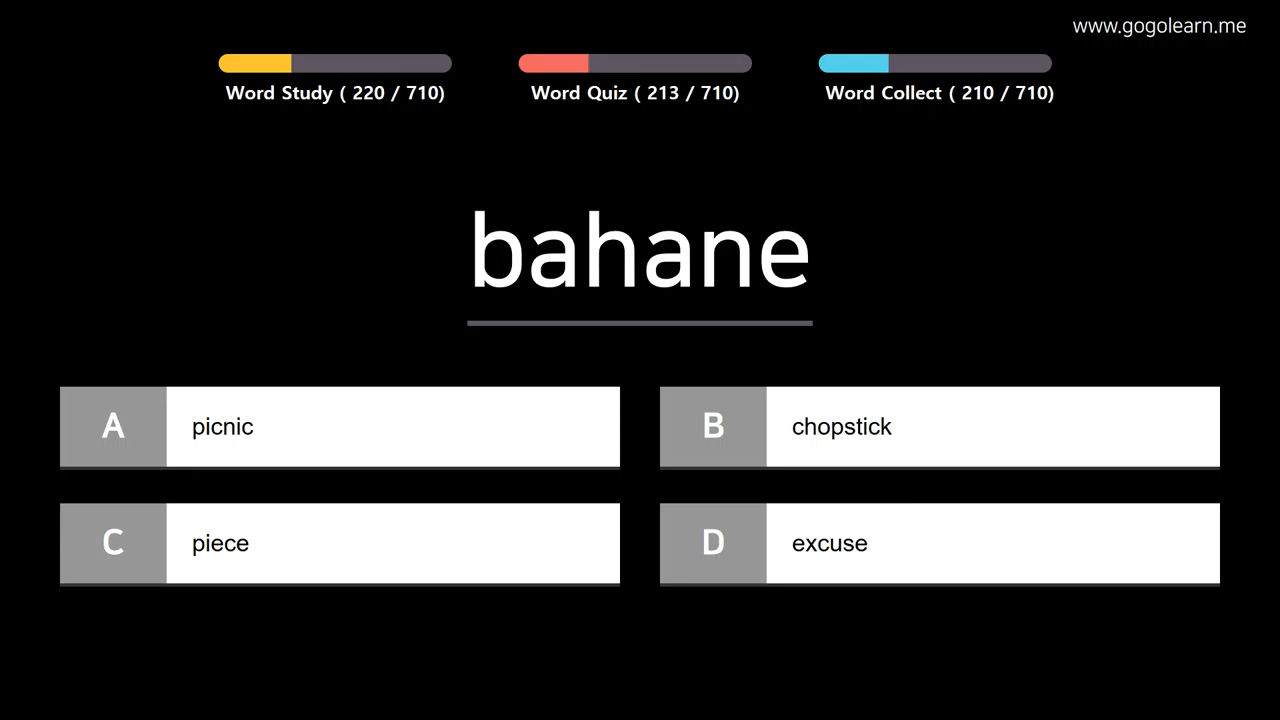 www.gogolearn.me
Word Study ( 220 / 710)
Word Quiz ( 213 / 710)
Word Collect ( 210 / 710)
bahane
A picnic
B chopstick
C piece
D excuse